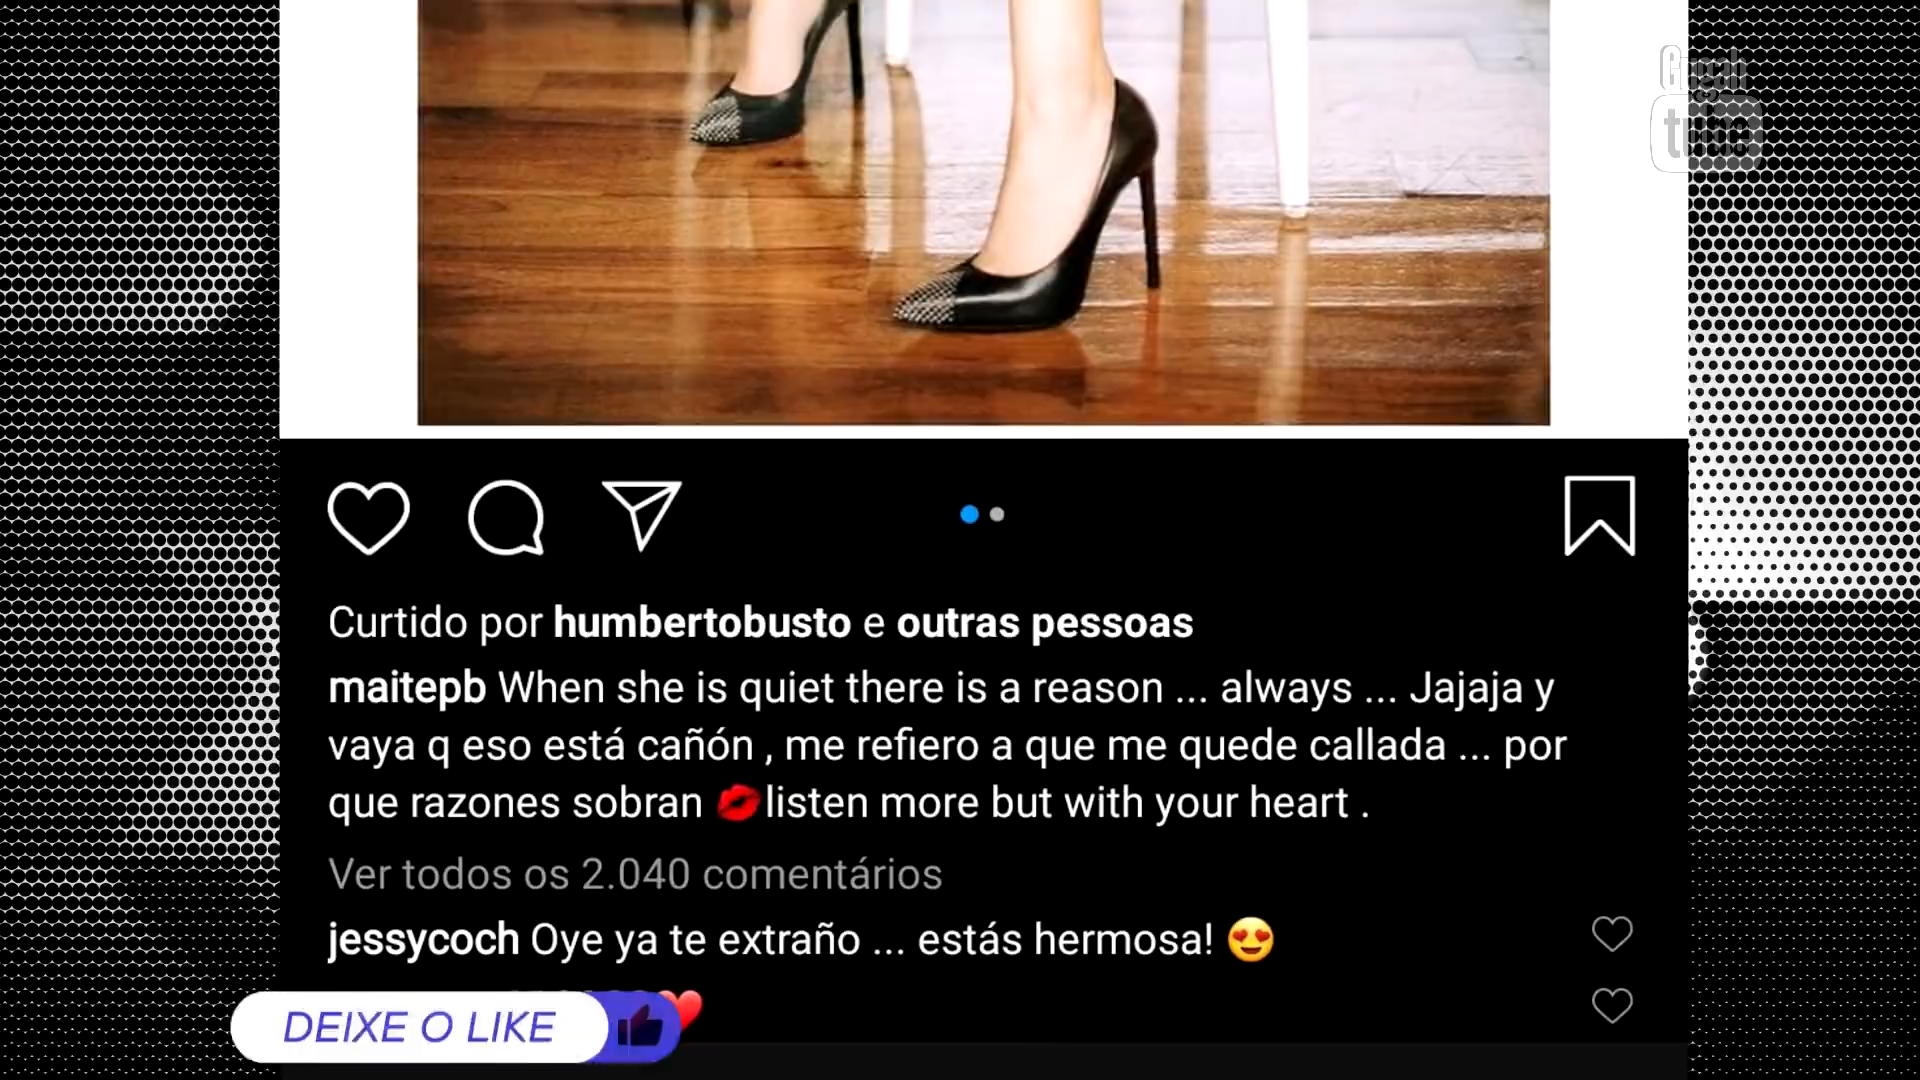 Gugah
tube
Curtido por humbertobusto e outras pessoas
maitepb When she is quiet there is a reason ... always ... Jajaja y
vaya q eso está cañón , me refiero a que me quede callada ... por
que razones sobran 💋listen more but with your heart .
Ver todos os 2.040 comentários
jessycoch Oye ya te extraño ... estás hermosa! 😍
DEIXE O LIKE